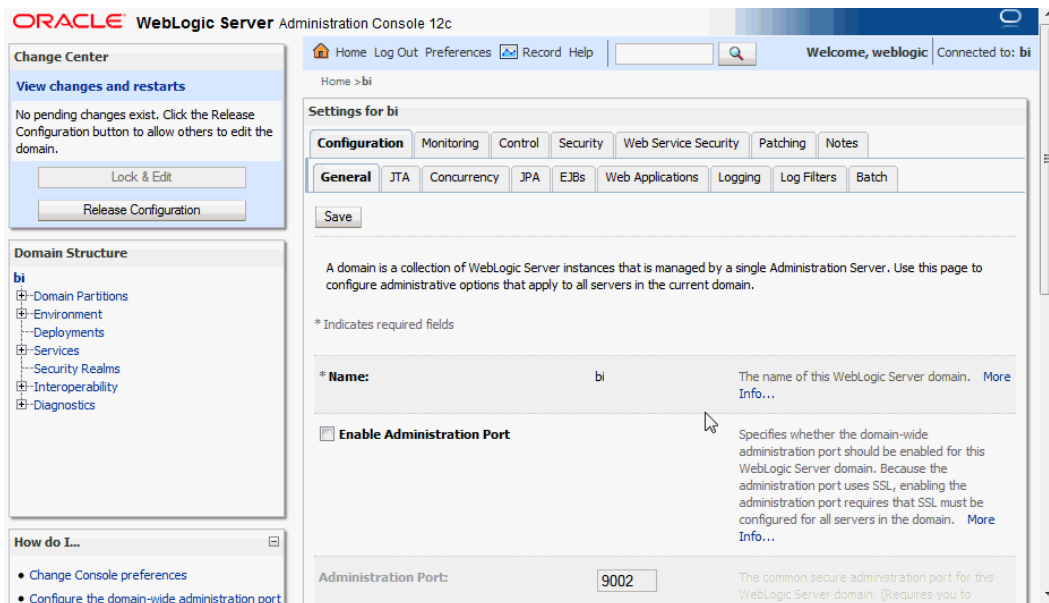 ORACLE WebLogic Server Administration Console 12c
Change Center
View changes and restarts
No pending changes exist. Click the Release
Configuration button to allow others to edit the
domain.
Lock & Edit
Release Configuration
Domain Structure
bi
Domain Partitions
Environment
Deployments
Services
Security Realms
Interoperability
Diagnostics
How do I...
Change Console preferences
Configure the domain-wide administration port
Home Log Out Preferences Record Help
Welcome, weblogic Connected to: bi
Home >bi
Settings for bi
Configuration Monitoring Control Security Web Service Security Patching Notes
General JTA Concurrency JPA EJBs Web Applications Logging Log Filters Batch
Save
A domain is a collection of WebLogic Server instances that is managed by a single Administration Server. Use this page to
configure administrative options that apply to all servers in the current domain.
* Indicates required fields
* Name:
bi
The name of this WebLogic Server domain. More
Info...
Enable Administration Port
Specifies whether the domain-wide
administration port should be enabled for this
WebLogic Server domain. Because the
administration port uses SSL, enabling the
administration port requires that SSL must be
configured for all servers in the domain. More
Info...
Administration Port:
9002
The common secure administration port for this
WebLogic Server domain. (Requires you to